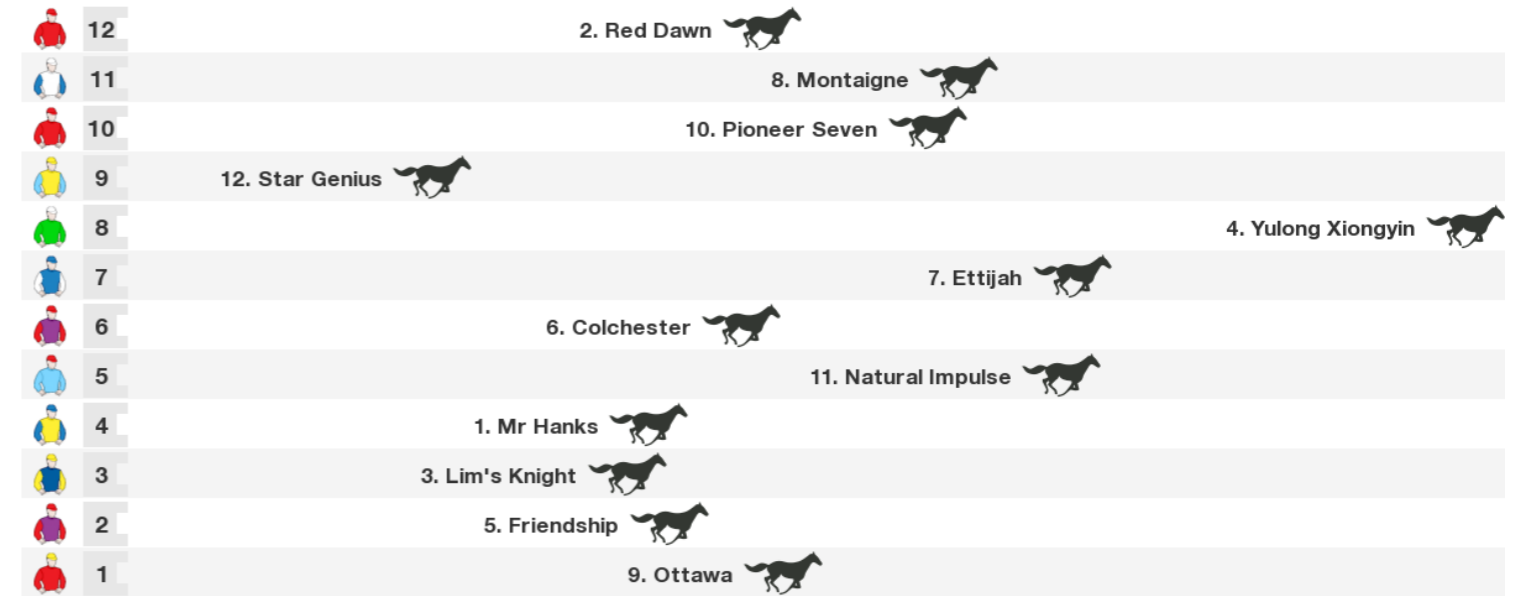 12 2. Red Dawn
11 8. Montaigne
10 10. Pioneer Seven
9 12. Star Genius
8 4. Yulong Xiongyin
7 7. Ettijah
6 6. Colchester
5 11. Natural Impulse
4 1. Mr Hanks
3 3. Lim's Knight
2 5. Friendship
1 9. Ottawa